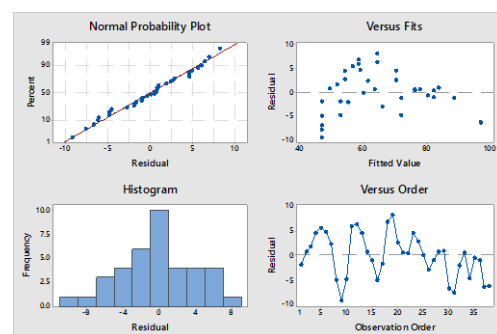 Normal Probability Plot
99
90
50
10
1
Percent
-10 -5 0 5 10
Residual
Versus Fits
10
5
0
-5
-10
Residual
40 60 80 100
Fitted Value
Histogram
10.0
7.5
5.0
2.5
0.0
Frequency
-8 -4 0 4 8
Residual
Versus Order
10
5
0
-5
-10
Residual
1 5 10 15 20 25 30 35
Observation Order